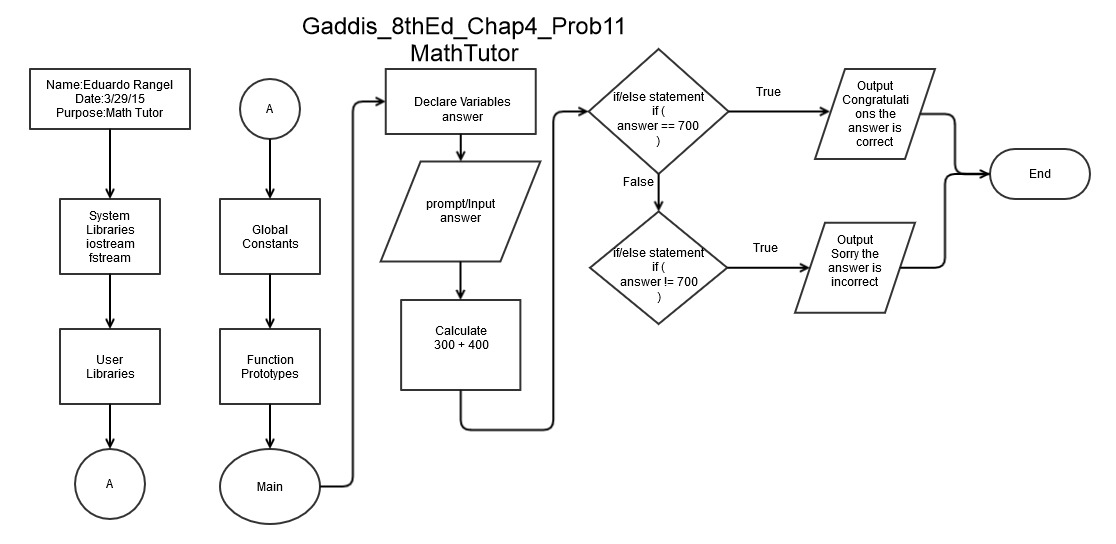 Gaddis_8thEd_Chap4_Prob11
MathTutor
Name:Eduardo Rangel
Date:3/29/15
Purpose:Math Tutor
System
Libraries
iostream
fstream
User
Libraries
A
A
Global
Constants
Function
Prototypes
Main
Declare Variables
answer
prompt/Input
answer
Calculate
300 + 400
if/else statement
if (
answer == 700
)
True
False
Output
Congratulati
ons the
answer is
correct
if/else statement
if (
answer != 700
)
True
Output
Sorry the
answer is
incorrect
End